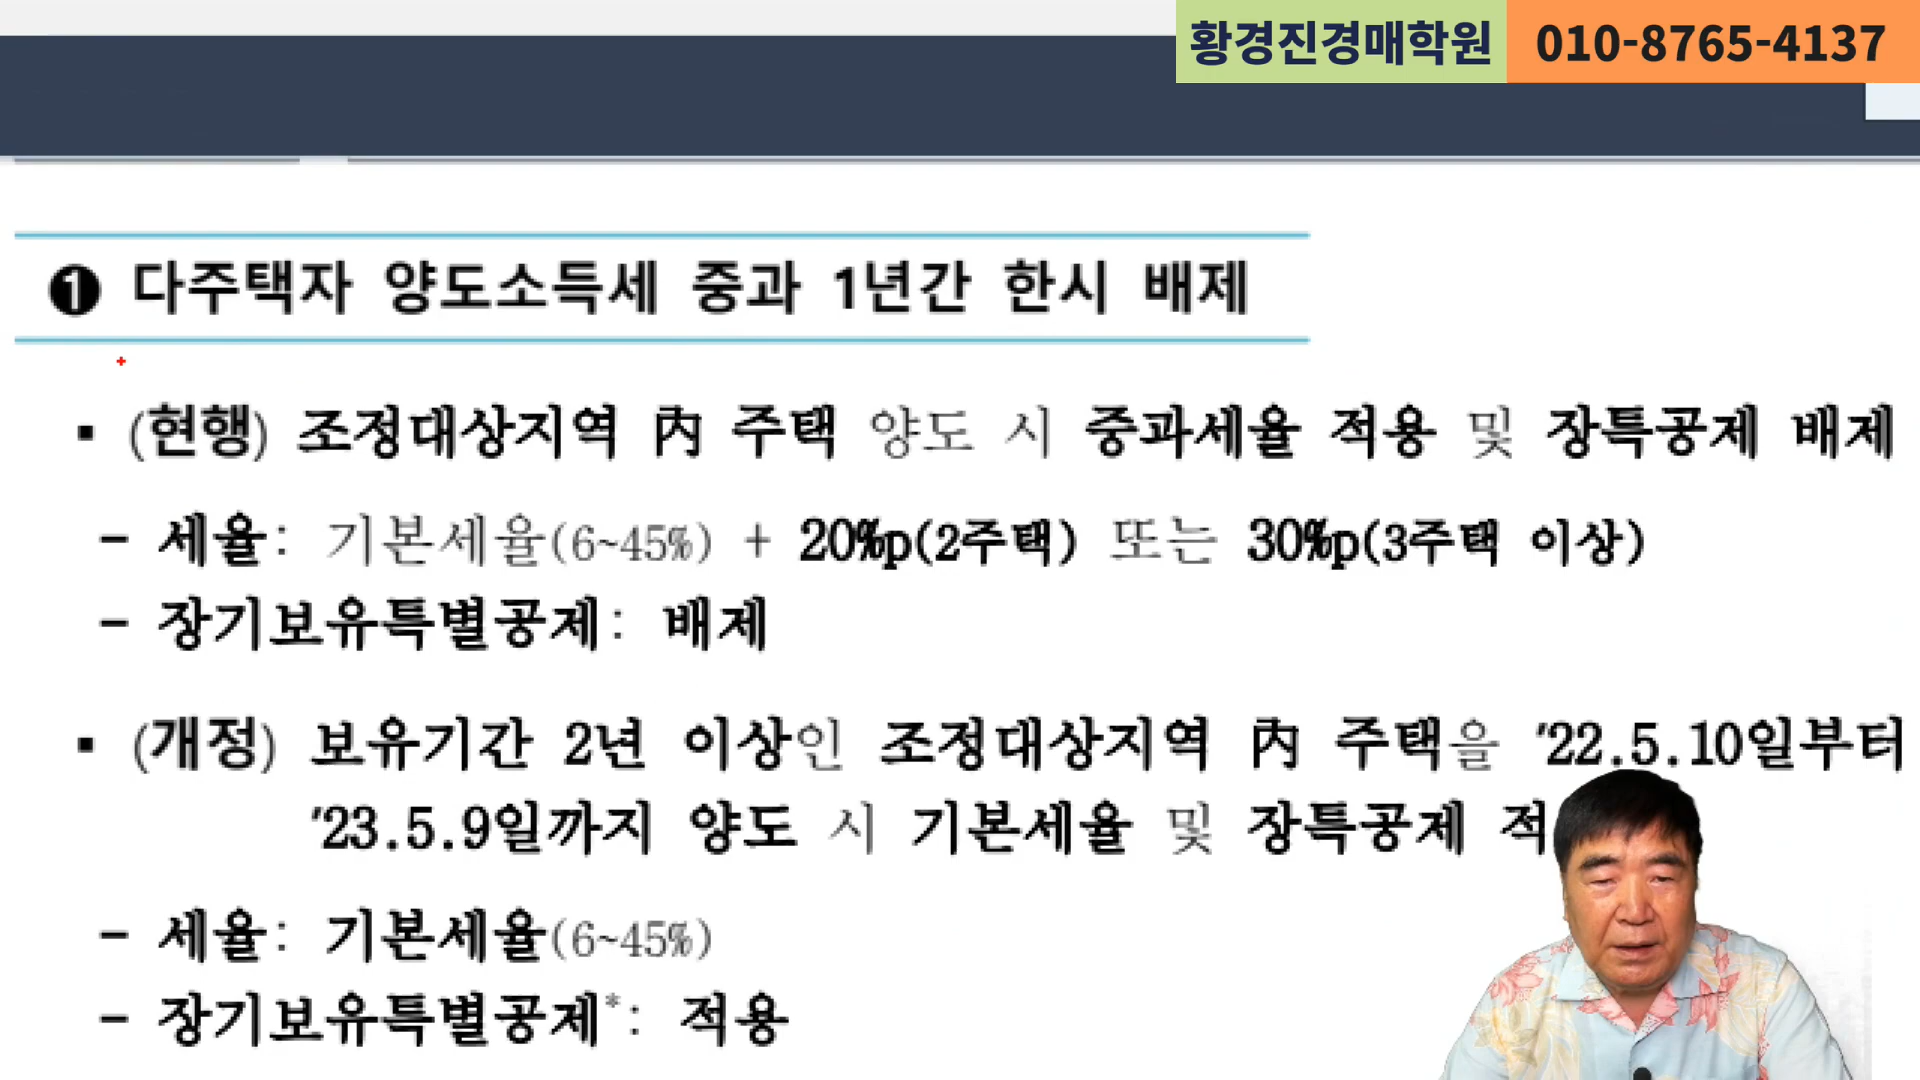 황경진경매학원 010-8765-4137
❶ 다주택자 양도소득세 중과 1년간 한시 배제
▪ (현행) 조정대상지역 內 주택 양도 시 중과세율 적용 및 장특공제 배제
- 세율: 기본세율(6~45%) + 20%p(2주택) 또는 30%p(3주택 이상)
- 장기보유특별공제: 배제
▪ (개정) 보유기간 2년 이상인 조정대상지역 內 주택을 '22.5.10일부터
'23.5.9일까지 양도 시 기본세율 및 장특공제 적
- 세율: 기본세율(6~45%)
- 장기보유특별공제*: 적용